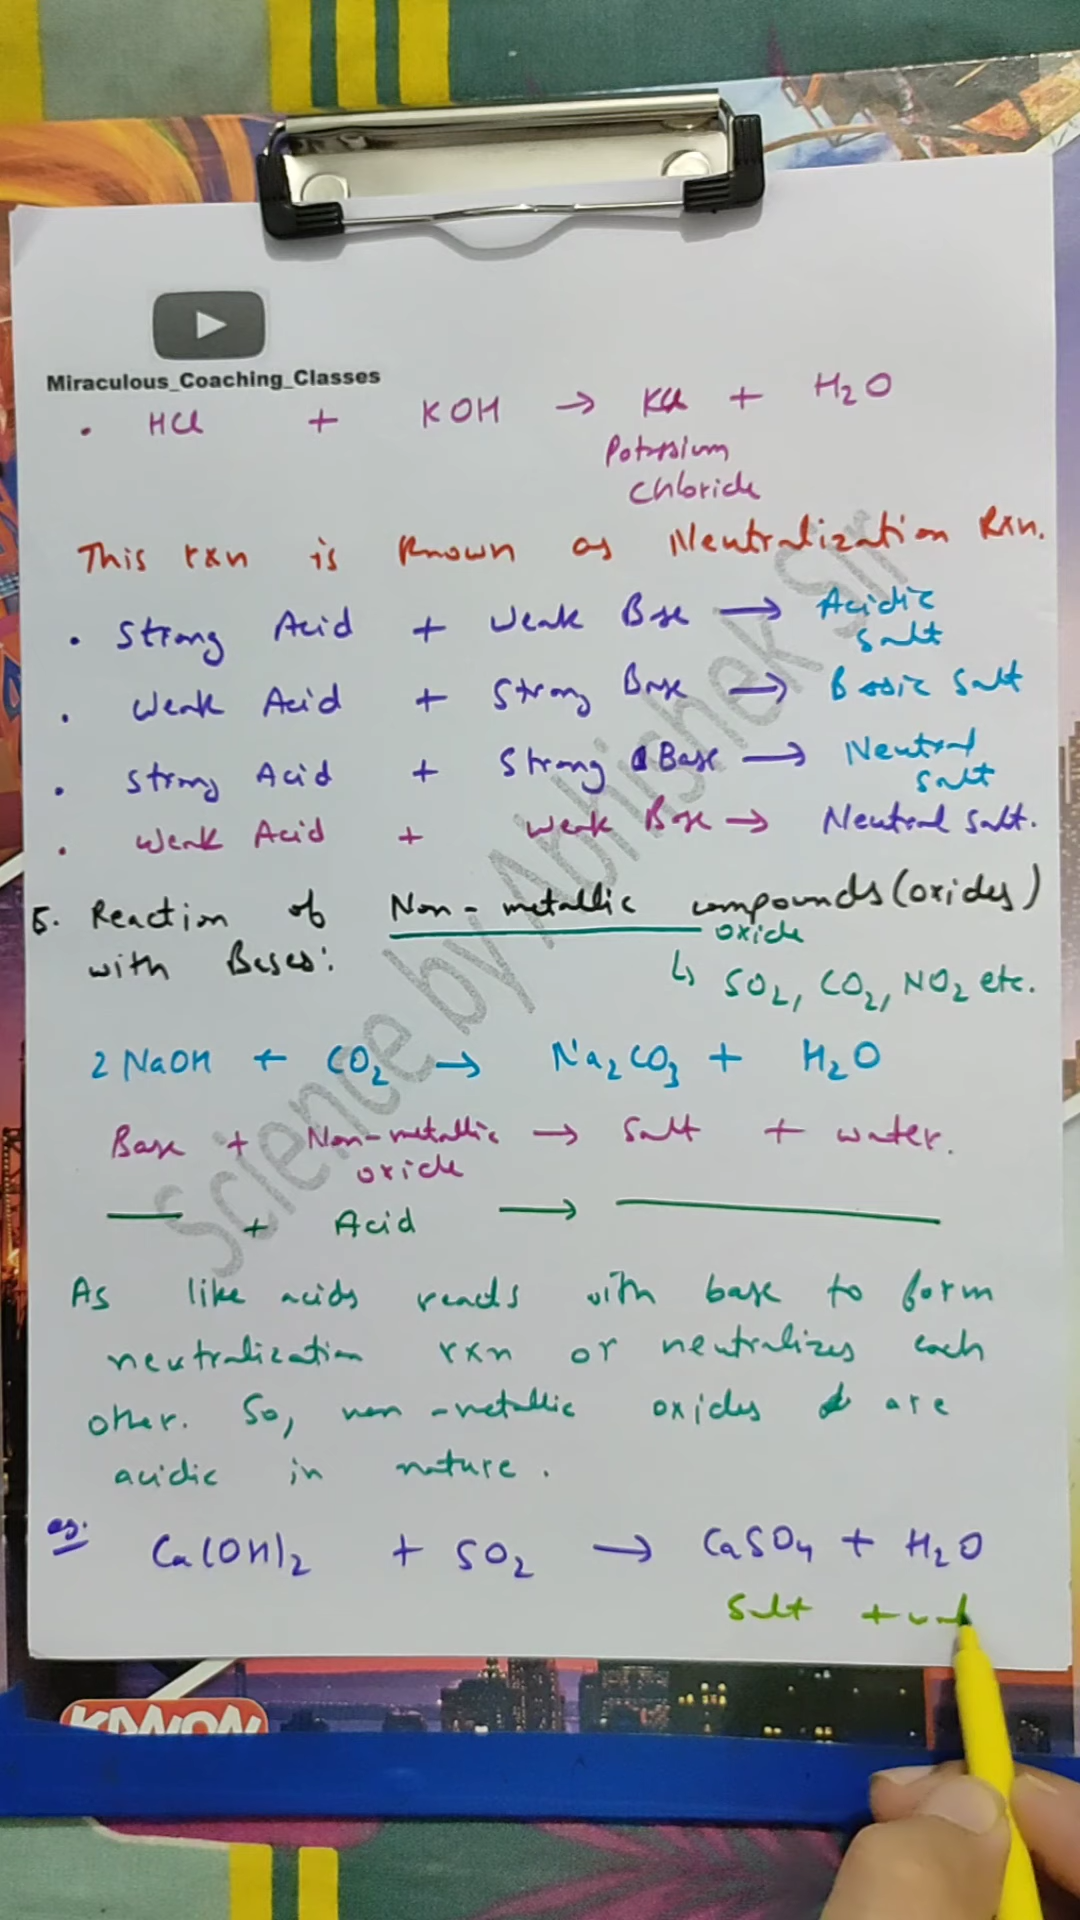 Miraculous_Coaching_Classes
. HCl + KOH → KCl + H2O
Potassium
Chloride
This rxn is known as Neutralization Rxn.
. Strong Acid + Weak Base → Acidic
Salt
. Weak Acid + Strong Base → Basic Salt
. Strong Acid + Strong Base → Neutral
Salt
. Weak Acid + Weak Base → Neutral Salt.
5. Reaction of Non-metallic compounds (oxides)
oxide
with Bases:
↳ SO2, CO2, NO2 etc.
2NaOH + CO2 → Na2CO3 + H2O
Base + Non-metallic → Salt + water.
oxide
+ Acid →
As like acids reacts with base to form
neutralization rxn or neutralizes each
other. So, non-metallic oxides are
acidic in nature.
eg. Ca(OH)2 + SO2 → CaSO4 + H2O
Salt +
Science by Abhishek Sir
KAWON